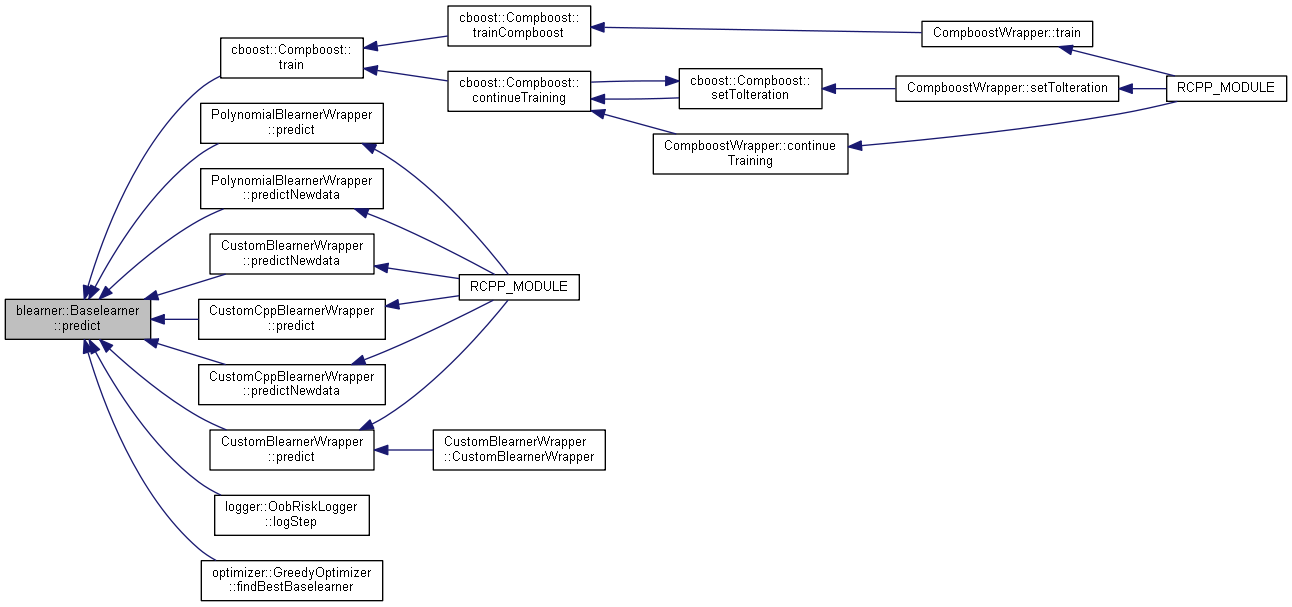 cboost::Compboost::
trainCompboost
CompboostWrapper::train
cboost::Compboost::
train
cboost::Compboost::
continueTraining
cboost::Compboost::
setToIteration
CompboostWrapper::setToIteration
RCPP_MODULE
PolynomialBlearnerWrapper
::predict
CompboostWrapper::continue
Training
PolynomialBlearnerWrapper
::predictNewdata
CustomBlearnerWrapper
::predictNewdata
RCPP_MODULE
blearner::Baselearner
::predict
CustomCppBlearnerWrapper
::predict
CustomCppBlearnerWrapper
::predictNewdata
CustomBlearnerWrapper
::predict
CustomBlearnerWrapper
::CustomBlearnerWrapper
logger::OobRiskLogger
::logStep
optimizer::GreedyOptimizer
::findBestBaselearner